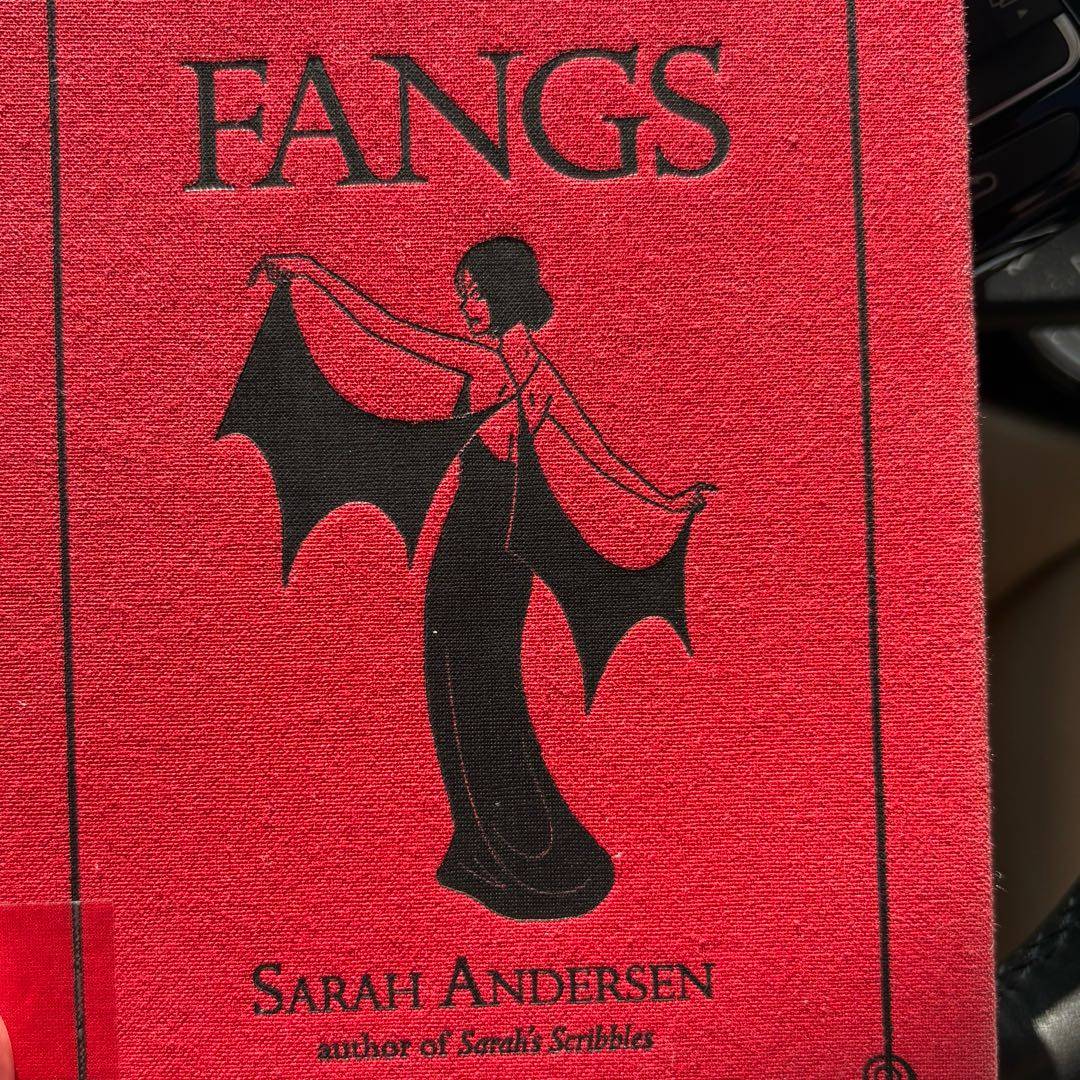 FANGS
SARAH ANDERSEN
author of Sarah's Scribbles